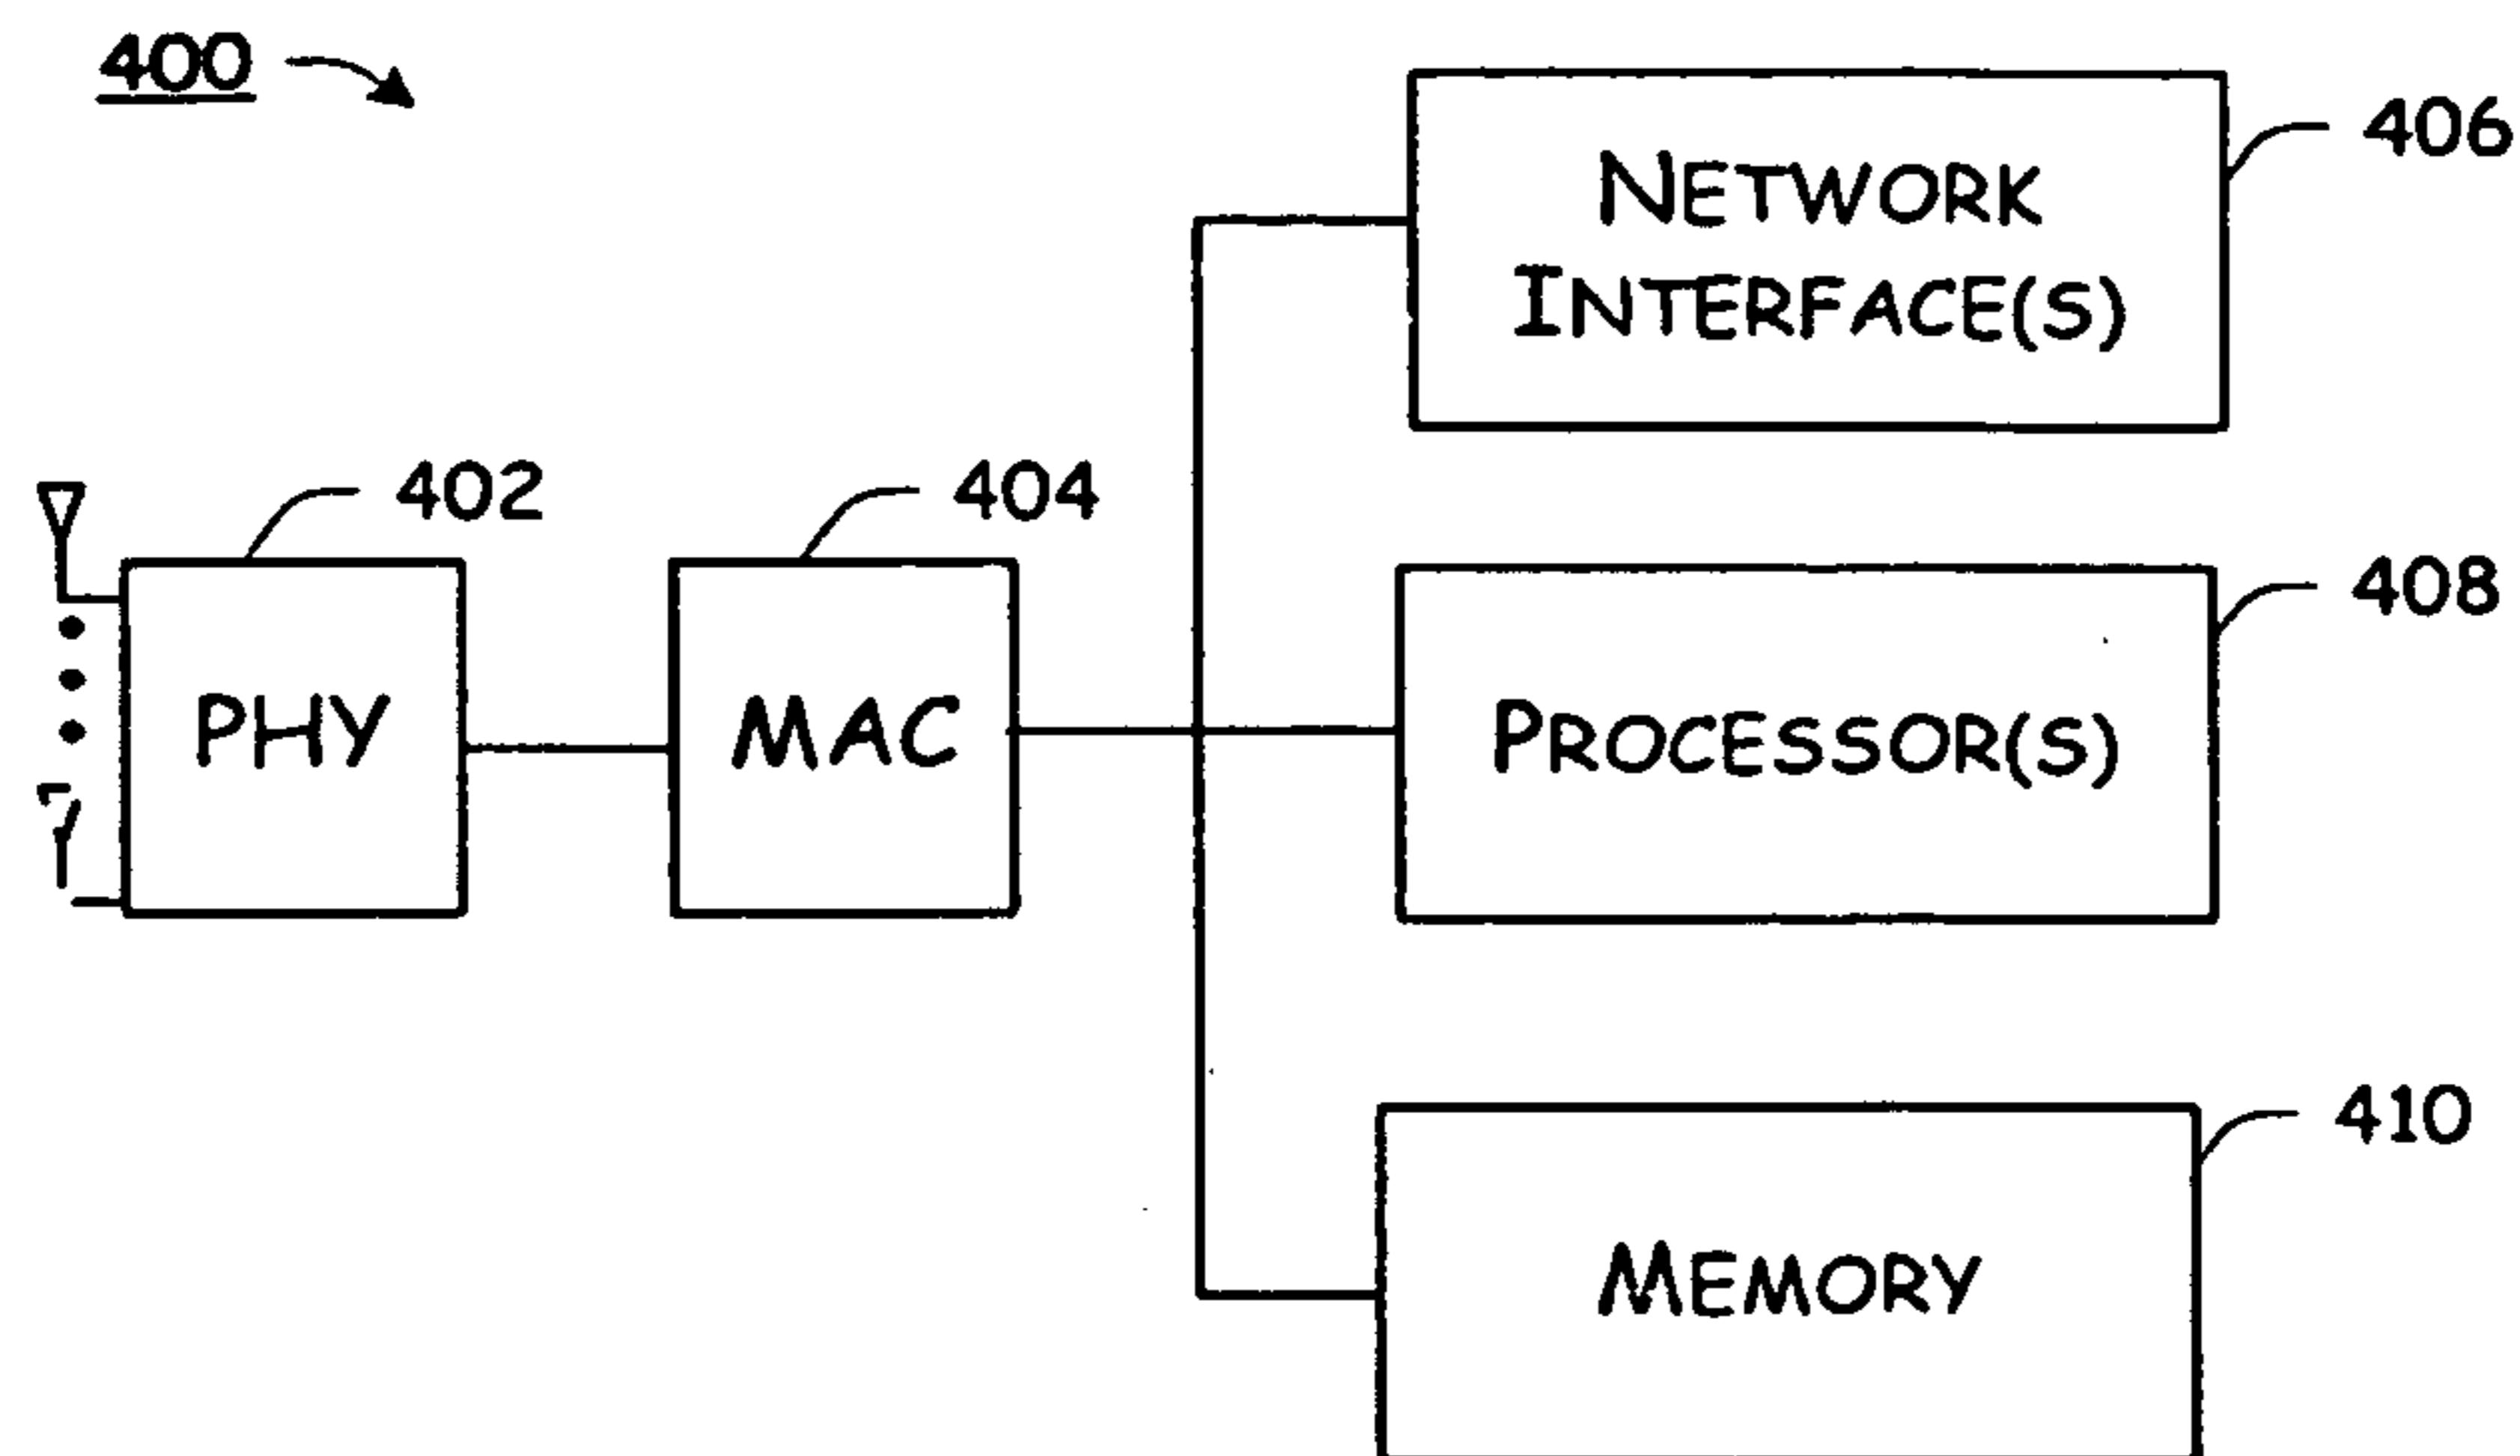 400
NETWORK
INTERFACE(S)
406
402
404
408
PHY
MAC
PROCESSOR(S)
410
MEMORY